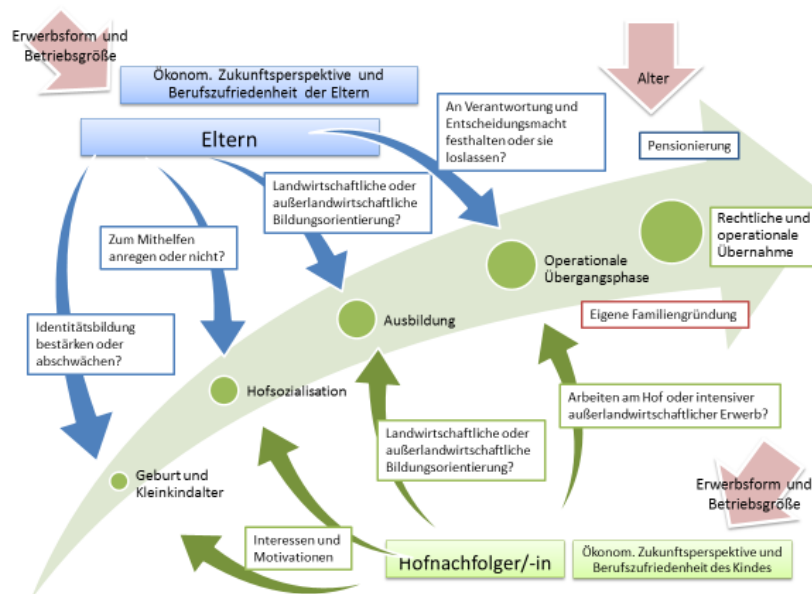 Erwerbsform und
Betriebsgröße
Ökonom. Zukunftsperspektive und
Berufszufriedenheit der Eltern
Alter
Eltern
An Verantwortung und
Entscheidungsmacht
festhalten oder sie
loslassen?
Pensionierung
Landwirtschaftliche oder
außerlandwirtschaftliche
Bildungsorientierung?
Zum Mithelfen
anregen oder nicht?
Rechtliche und
operationale
Übernahme
Operationale
Übergangsphase
Identitätsbildung
bestärken oder
abschwächen?
Ausbildung
Eigene Familiengründung
Hofsozialisation
Arbeiten am Hof oder intensiver
außerlandwirtschaftlicher Erwerb?
Landwirtschaftliche oder
außerlandwirtschaftliche
Bildungsorientierung?
Geburt und
Kleinkindalter
Erwerbsform und
Betriebsgröße
Interessen und
Motivationen
Hofnachfolger/-in
Ökonom. Zukunftsperspektive und
Berufszufriedenheit des Kindes